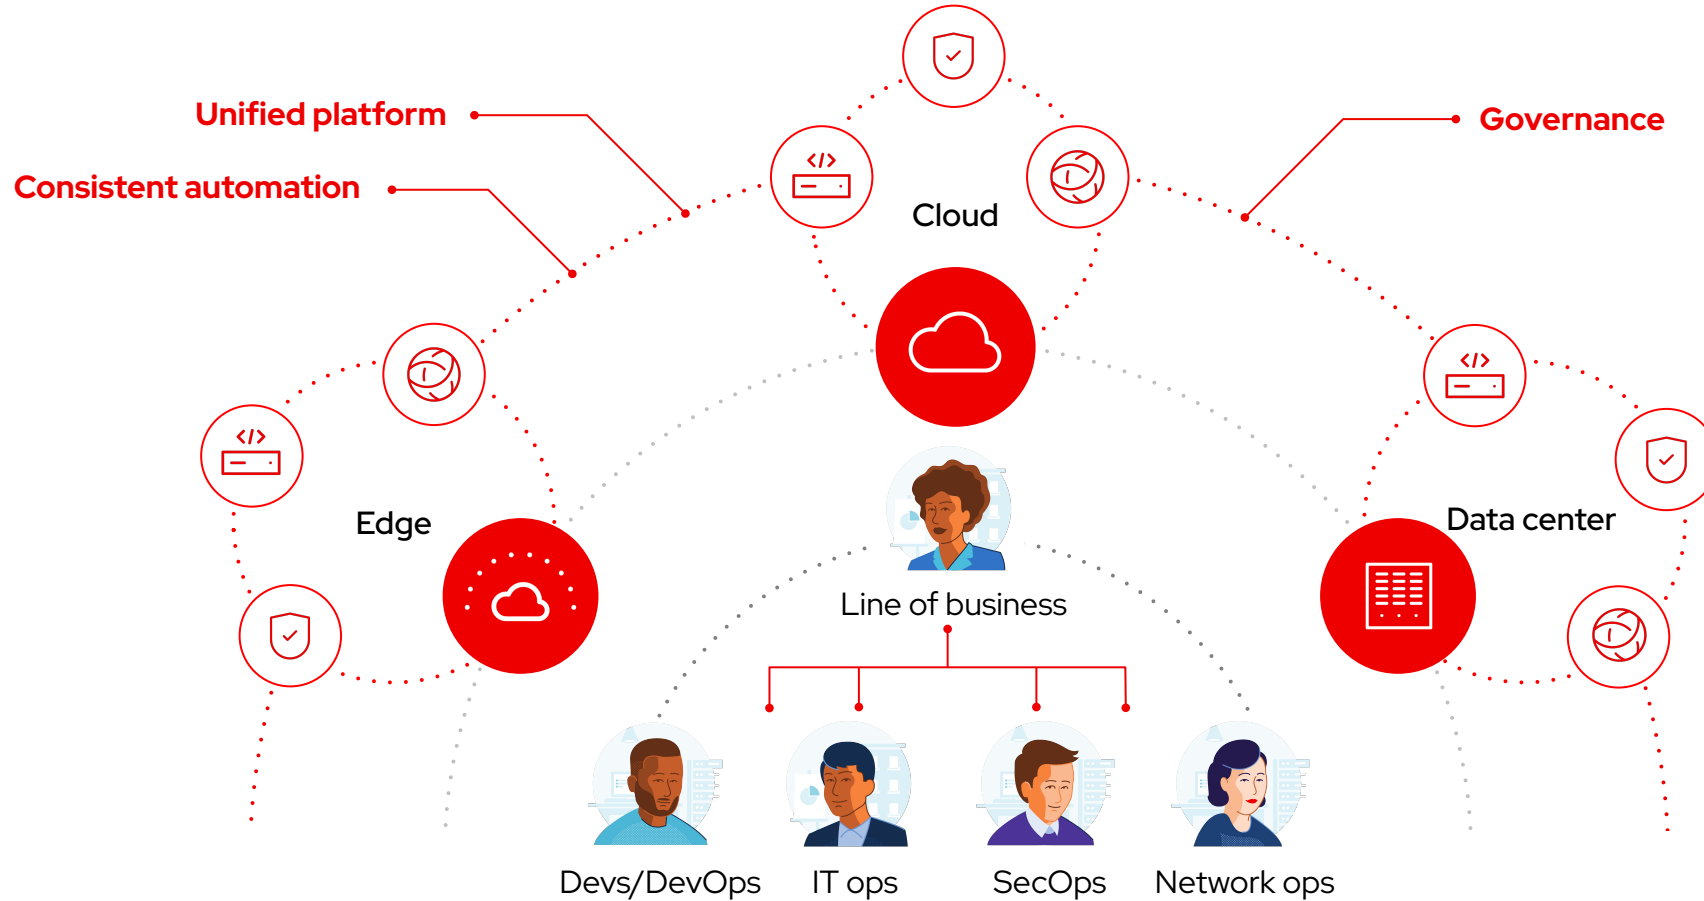 Unified platform
Governance
Consistent automation
</>
Cloud
</>
</>
Edge
Data center
Line of business
Devs/DevOps
IT ops
SecOps
Network ops